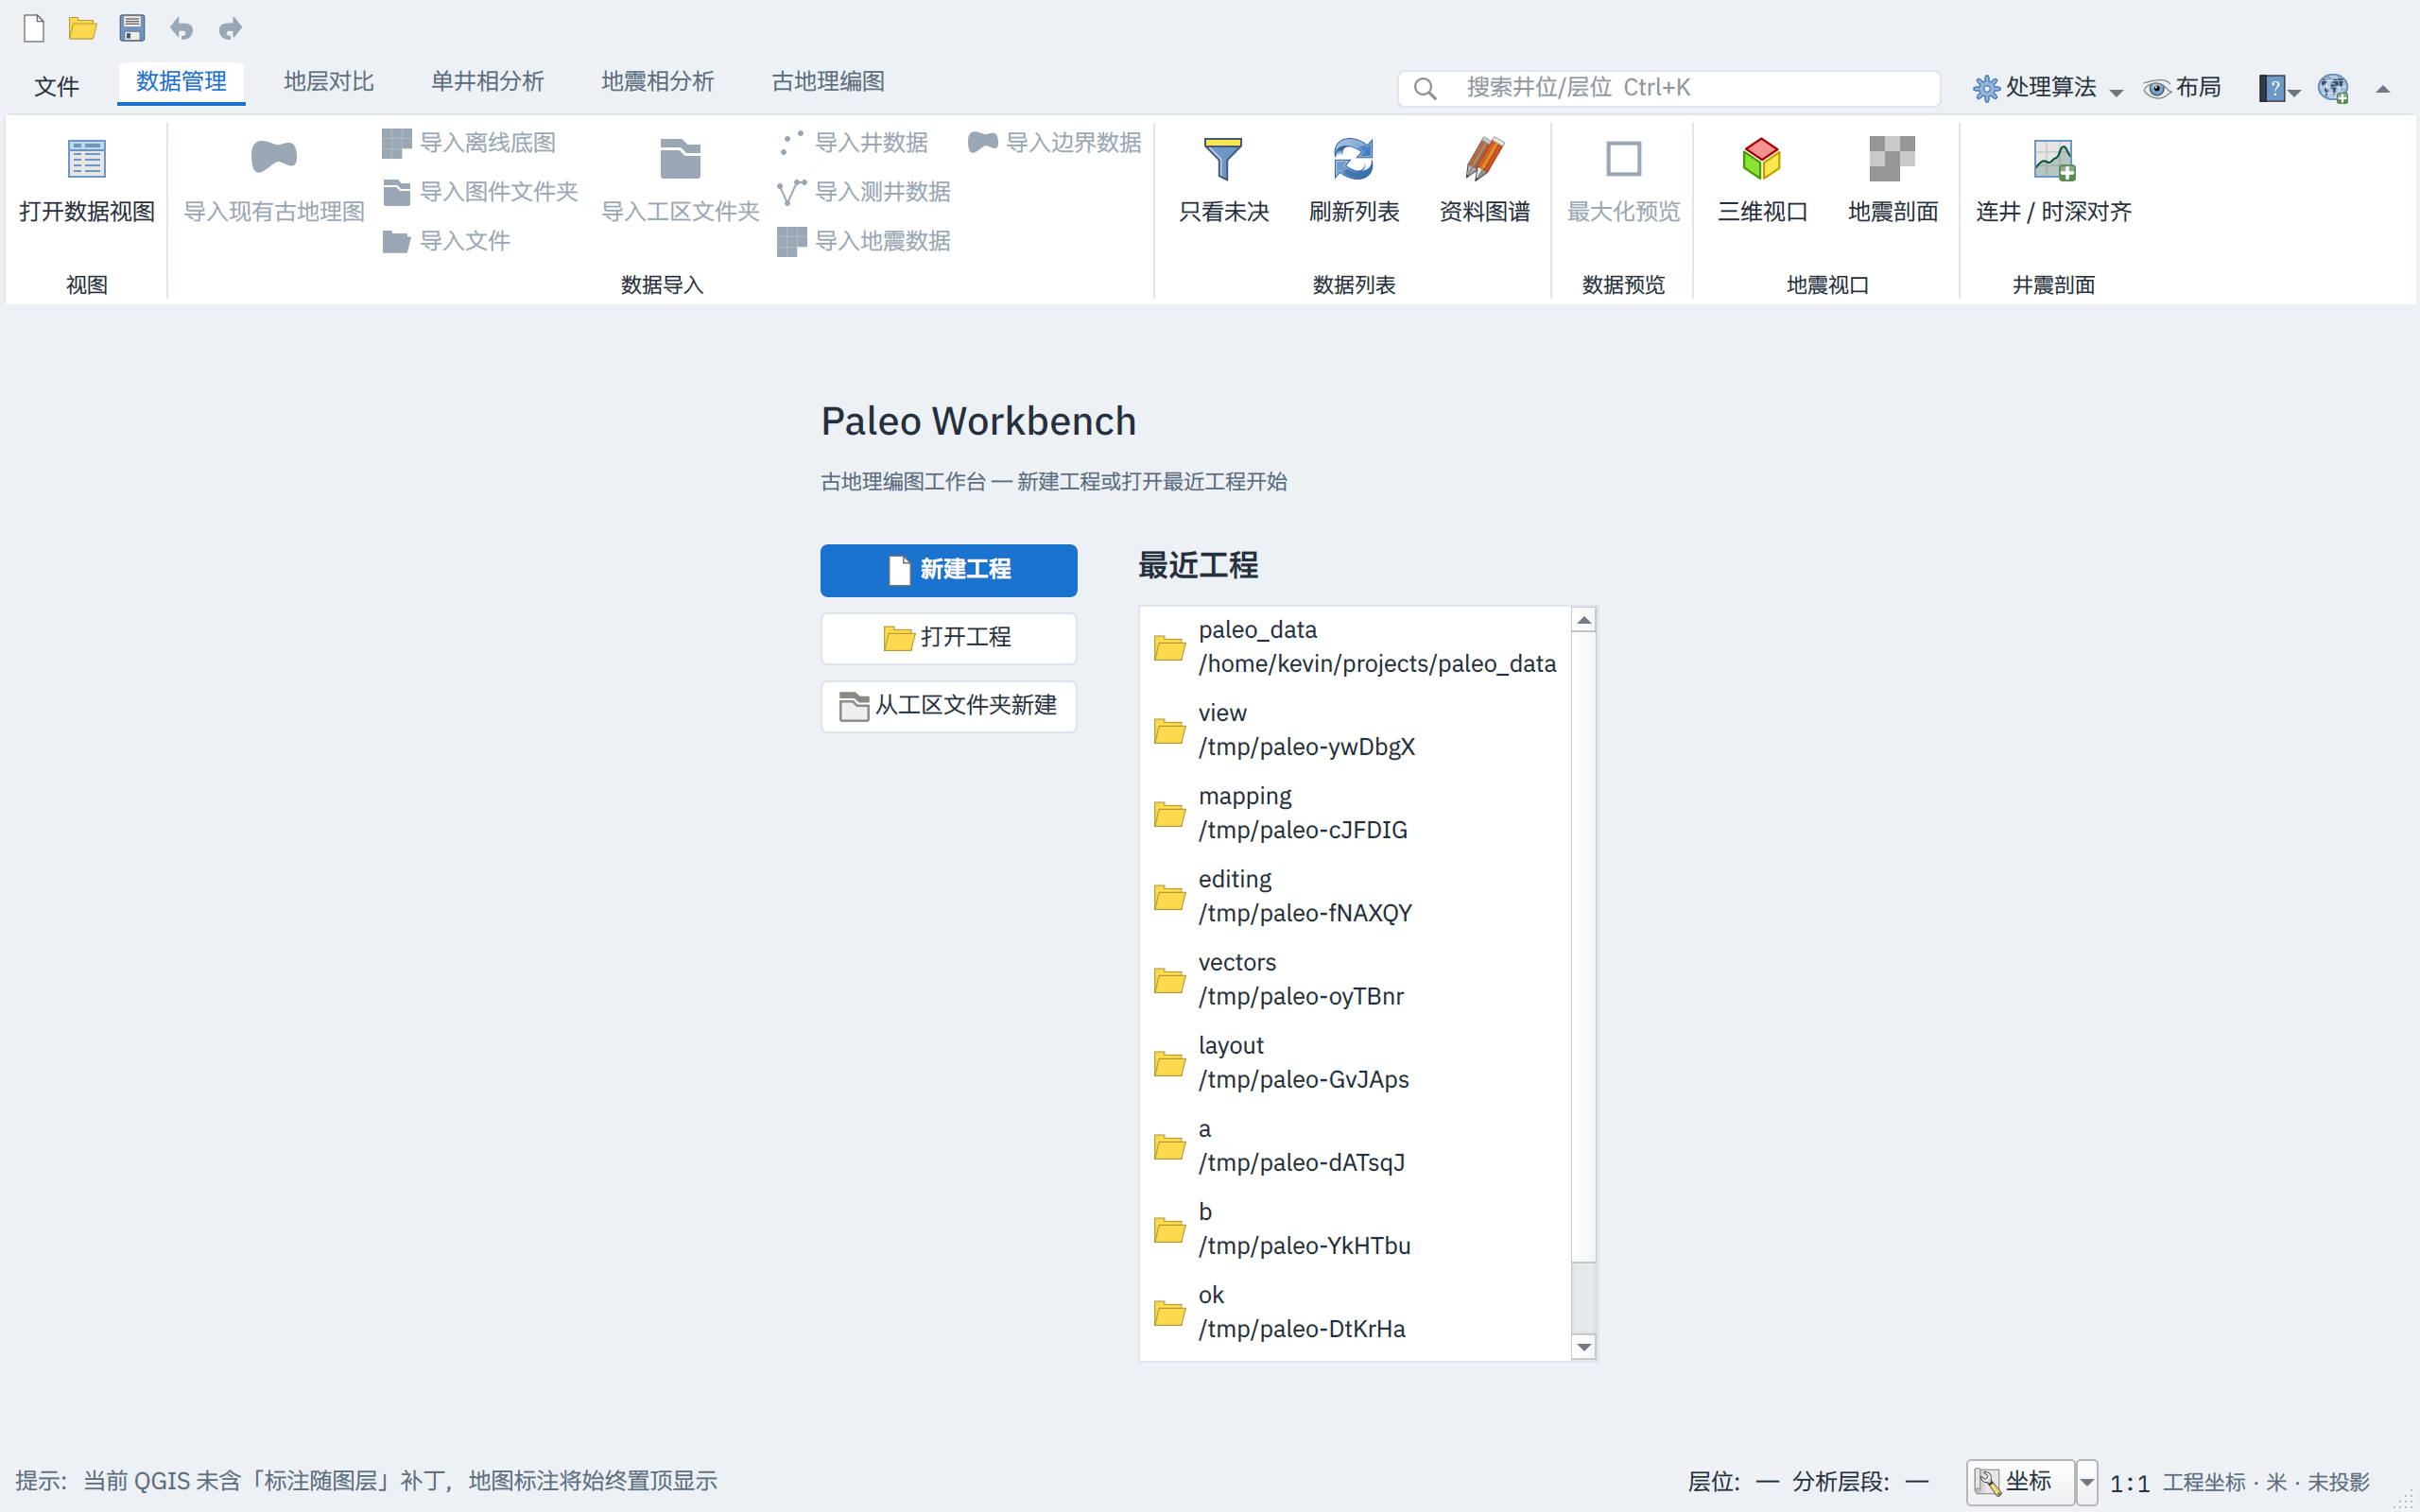 文件
数据管理
地层对比
单井相分析
地震相分析
古地理编图
搜索井位/层位 Ctrl+K
处理算法
布局
打开数据视图
视图
导入现有古地理图
导入离线底图
导入图件文件夹
导入文件
导入工区文件夹
导入井数据
导入测井数据
导入地震数据
导入边界数据
数据导入
只看未决
刷新列表
资料图谱
数据列表
最大化预览
数据预览
三维视口
地震剖面
地震视口
连井 / 时深对齐
井震剖面
Paleo Workbench
古地理编图工作台 — 新建工程或打开最近工程开始
新建工程
打开工程
从工区文件夹新建
最近工程
paleo_data
/home/kevin/projects/paleo_data
view
/tmp/paleo-ywDbgX
mapping
/tmp/paleo-cJFDIG
editing
/tmp/paleo-fNAXQY
vectors
/tmp/paleo-oyTBnr
layout
/tmp/paleo-GvJAps
a
/tmp/paleo-dATsqJ
b
/tmp/paleo-YkHTbu
ok
/tmp/paleo-DtKrHa
提示: 当前 QGIS 未含「标注随图层」补丁，地图标注将始终置顶显示
层位: — 分析层段: —
坐标
1:1
工程坐标 · 米 · 未投影